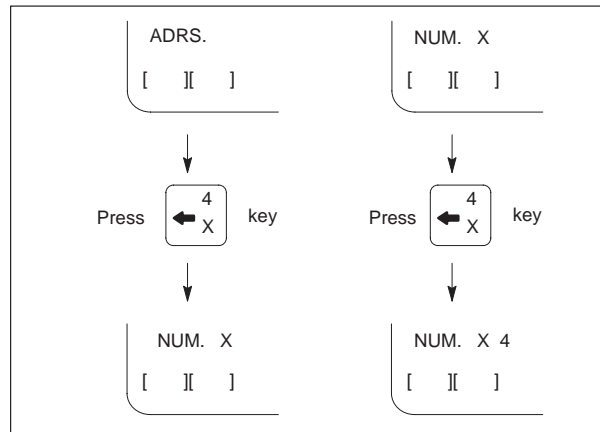 ADRS.
[ ][ ]
Press 4 X key
NUM. X
[ ][ ]
NUM. X
[ ][ ]
Press 4 X key
NUM. X 4
[ ][ ]